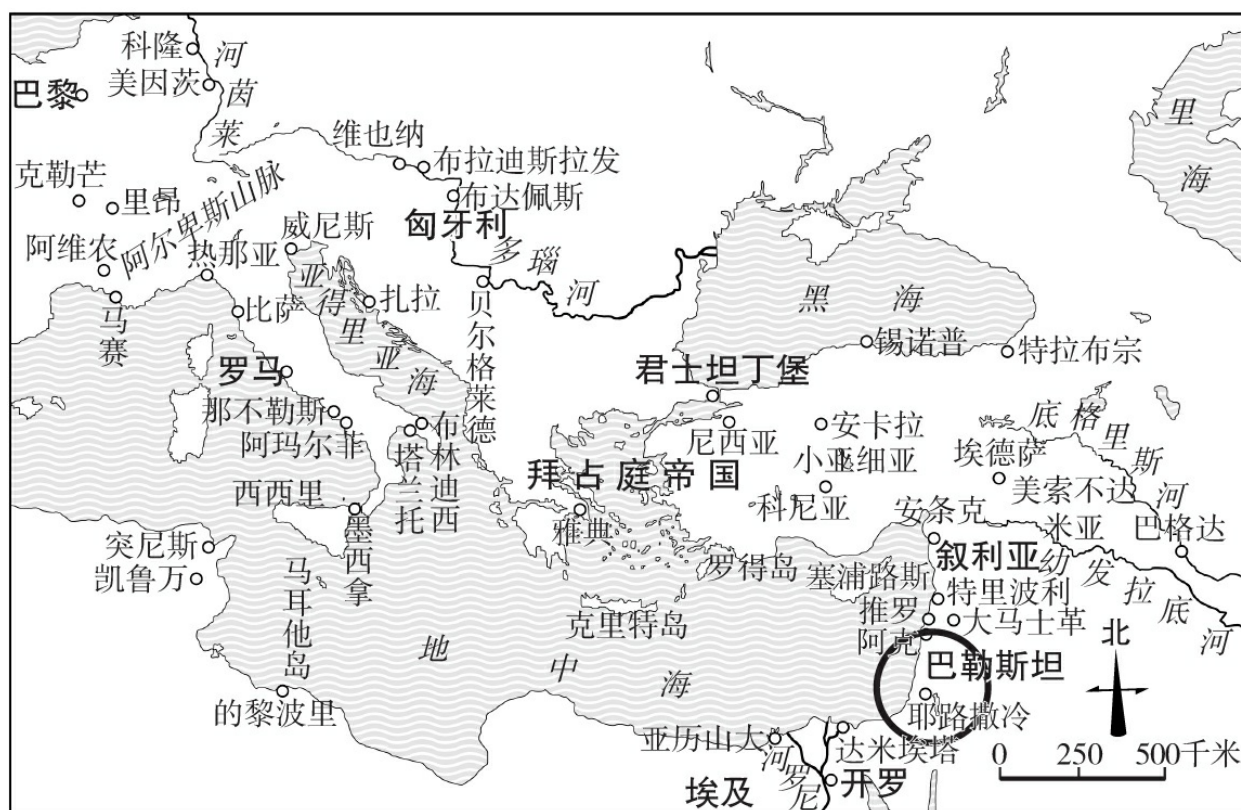 科隆
美因茨
巴黎
莱茵河
里海
维也纳
布拉迪斯拉发
布达佩斯
克勒芒
里昂
阿尔卑斯山脉
匈牙利
威尼斯
阿维农
热那亚
多瑙河
马赛
比萨
亚得里亚海
扎拉
贝尔格莱德
黑海
锡诺普
特拉布宗
罗马
君士坦丁堡
那不勒斯
阿玛尔菲
布林迪西
塔兰托
尼西亚
安卡拉
小亚细亚
底格里斯河
埃德萨
拜占庭帝国
美索不达
米亚
科尼亚
西西里
墨西拿
雅典
安条克
巴格达
突尼斯
凯鲁万
马耳他岛
罗得岛
叙利亚
幼发拉底河
塞浦路斯
特里波利
克里特岛
推罗
大马士革
阿克
北
地中海
巴勒斯坦
耶路撒冷
的黎波里
亚历山大
达米埃塔
尼罗河
埃及
开罗
0 250 500千米